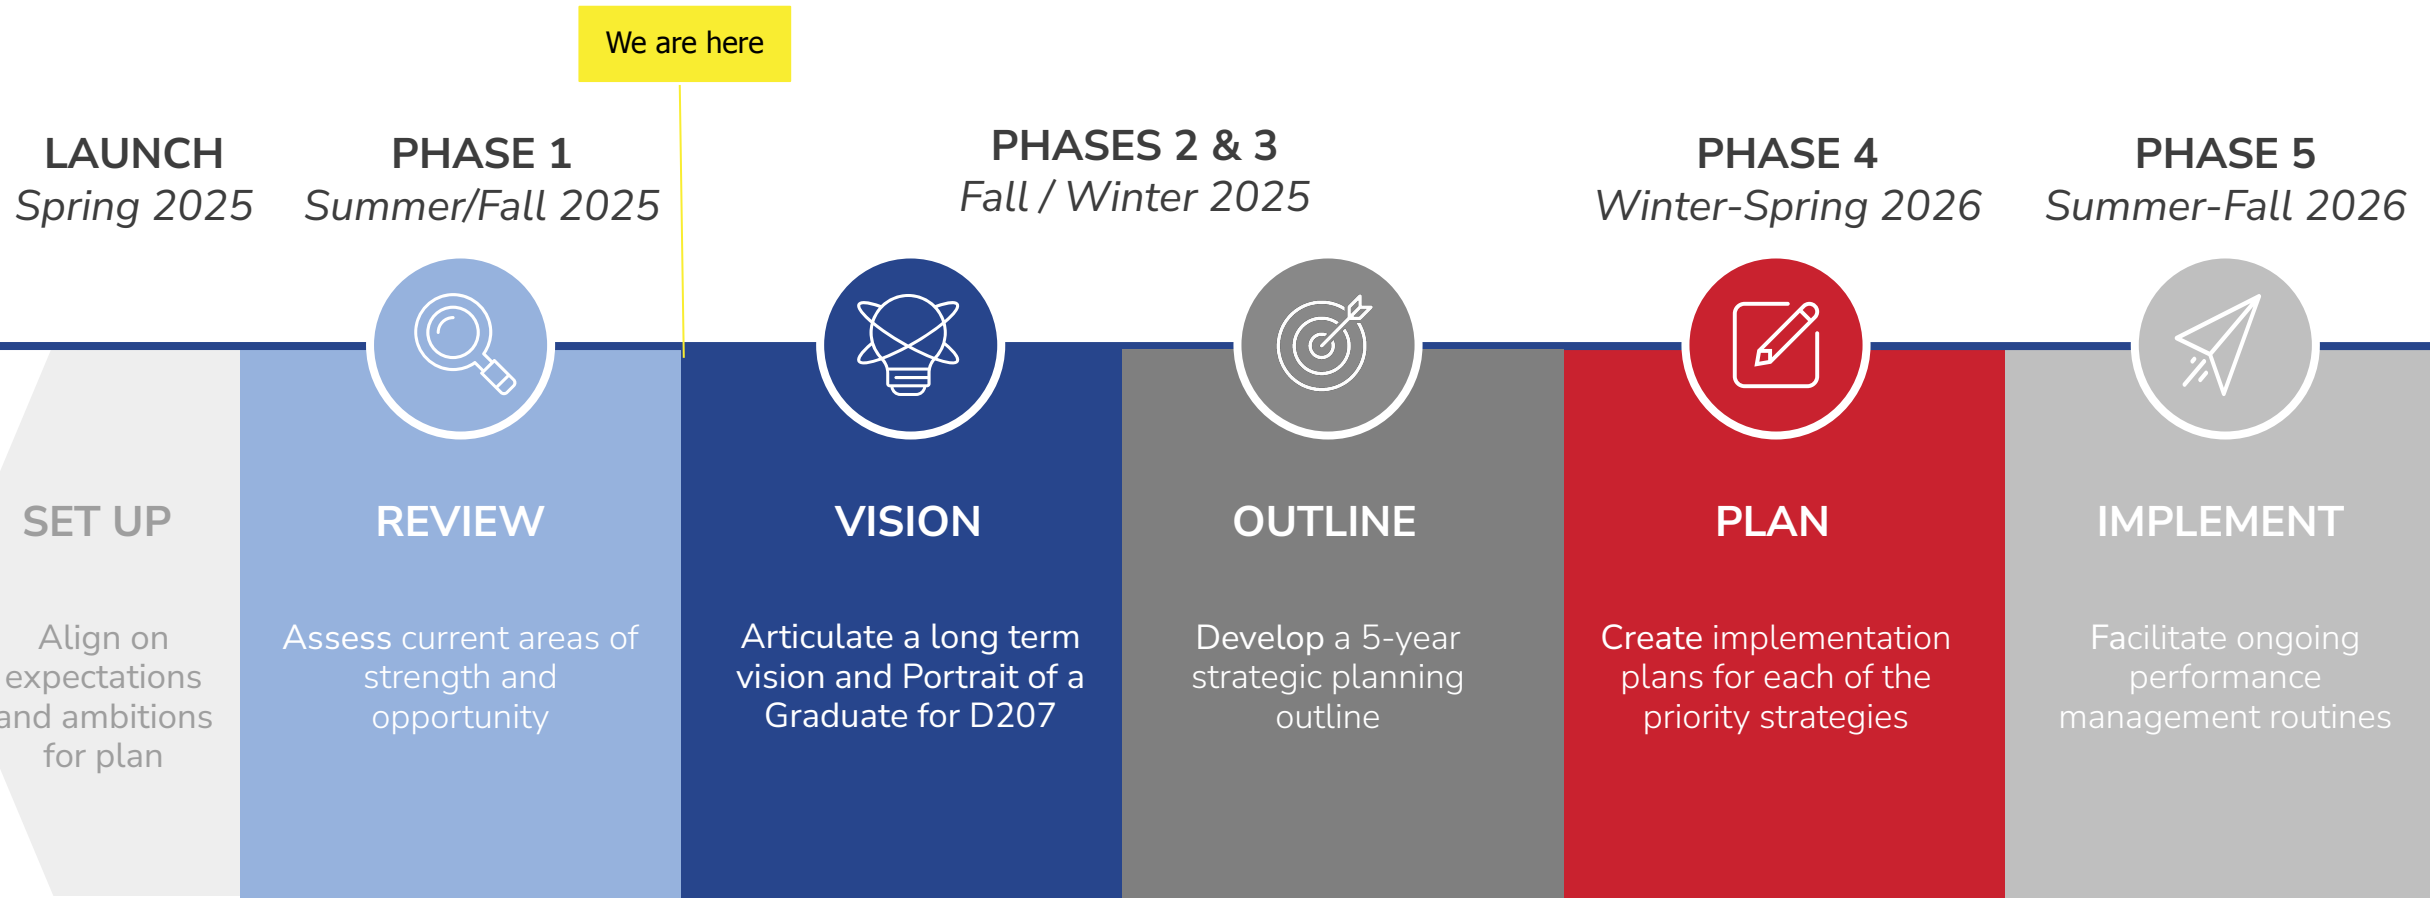 We are here
LAUNCH
Spring 2025
PHASE 1
Summer/Fall 2025
PHASES 2 & 3
Fall / Winter 2025
PHASE 4
Winter-Spring 2026
PHASE 5
Summer-Fall 2026
SET UP
Align on
expectations
and ambitions
for plan
REVIEW
Assess current areas of
strength and
opportunity
VISION
Articulate a long term
vision and Portrait of a
Graduate for D207
OUTLINE
Develop a 5-year
strategic planning
outline
PLAN
Create implementation
plans for each of the
priority strategies
IMPLEMENT
Facilitate ongoing
performance
management routines